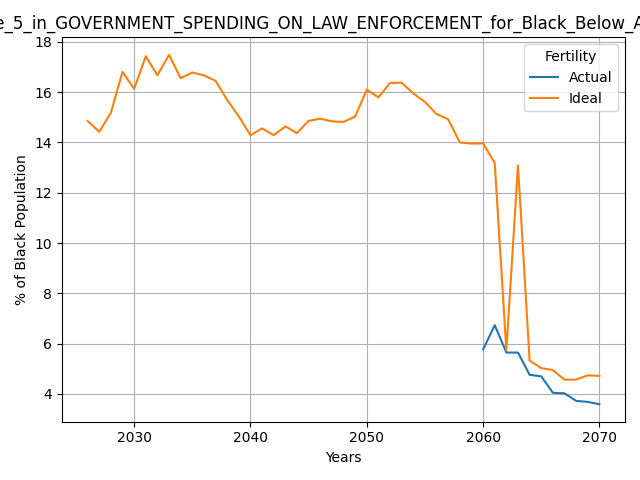 e_5_in_GOVERNMENT_SPENDING_ON_LAW_ENFORCEMENT_for_Black_Below_A
18
16
14
12
10
8
6
4
% of Black Population
Fertility
Actual
Ideal
2030
2040
2050
2060
2070
Years